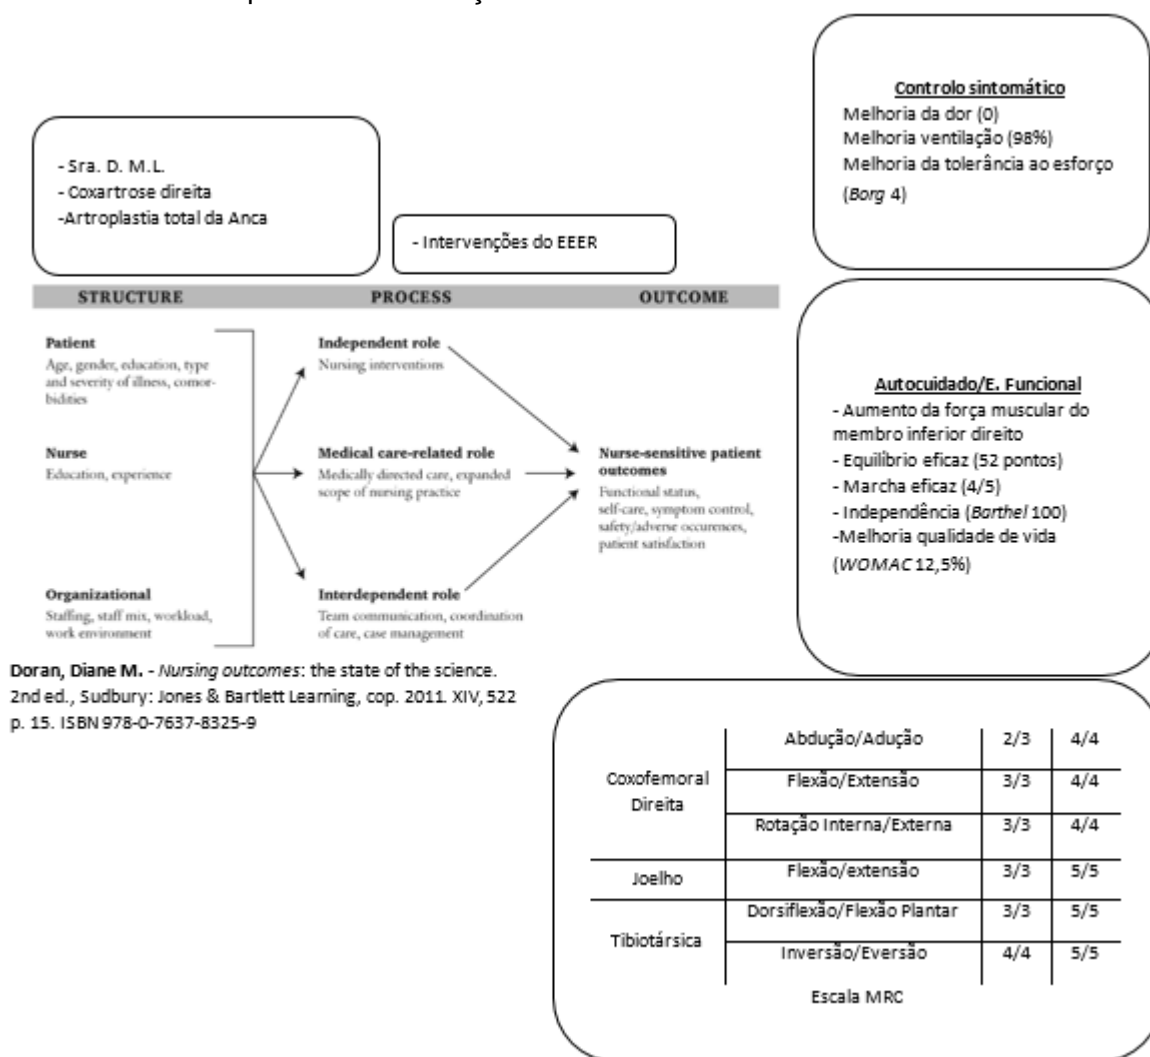 - Sra. D. M.L.
- Coxartrose direita
-Artroplastia total da Anca
- Intervenções do EEER
Controlo sintomático
Melhoria da dor (0)
Melhoria ventilação (98%)
Melhoria da tolerância ao esforço
(Borg 4)
STRUCTURE PROCESS OUTCOME
Patient
Age, gender, education, type
and severity of illness, comor-
bidities
Nurse
Education, experience
Organizational
Staffing, staff mix, workload,
work environment
Independent role
Nursing interventions
Medical care-related role
Medically directed care, expanded
scope of nursing practice
Interdependent role
Team communication, coordination
of care, case management
Nurse-sensitive patient
outcomes
Functional status,
self-care, symptom control,
safety/adverse occurences,
patient satisfaction
Autocuidado/E. Funcional
- Aumento da força muscular do
membro inferior direito
- Equilíbrio eficaz (52 pontos)
- Marcha eficaz (4/5)
- Independência (Barthel 100)
-Melhoria qualidade de vida
(WOMAC 12,5%)
Doran, Diane M. - Nursing outcomes: the state of the science.
2nd ed., Sudbury: Jones & Bartlett Learning, cop. 2011. XIV, 522
p. 15. ISBN 978-0-7637-8325-9
Coxofemoral
Direita
Abdução/Adução 2/3 4/4
Flexão/Extensão 3/3 4/4
Rotação Interna/Externa 3/3 4/4
Joelho Flexão/extensão 3/3 5/5
Tibiotársica
Dorsiflexão/Flexão Plantar 3/3 5/5
Inversão/Eversão 4/4 5/5
Escala MRC